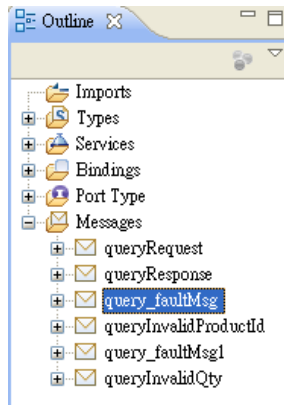 Outline
Imports
Types
Services
Bindings
Port Type
Messages
queryRequest
queryResponse
query_faultMsg
queryInvalidProductId
query_faultMsg1
queryInvalidQty